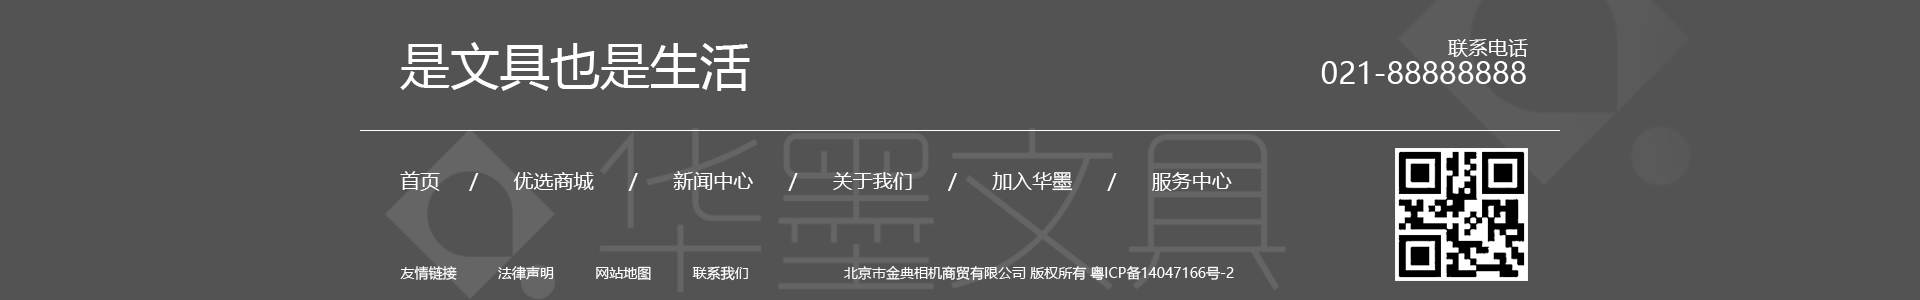 是文具也是生活
联系电话
021-88888888
华墨文具
首页 / 优选商城 / 新闻中心 / 关于我们 / 加入华墨 / 服务中心
友情链接 法律声明 网站地图 联系我们 北京市金典相机商贸有限公司 版权所有 粤ICP备14047166号-2